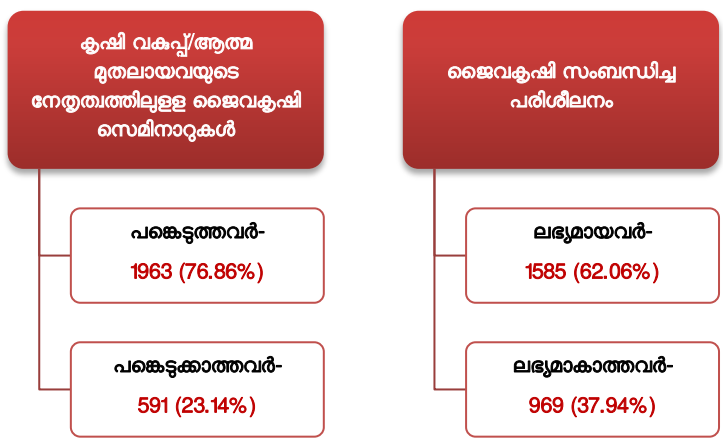 കൃഷി വകുപ്പ്/ആത്മ
മുതലായവയുടെ
നേതൃത്വത്തിലുളള ജൈവകൃഷി
സെമിനാറുകൾ
പങ്കെടുത്തവർ-
1963 (76.86%)
പങ്കെടുക്കാത്തവർ-
591 (23.14%)
ജൈവകൃഷി സംബന്ധിച്ച
പരിശീലനം
ലഭ്യമായവർ-
1585 (62.06%)
ലഭ്യമാകാത്തവർ-
969 (37.94%)